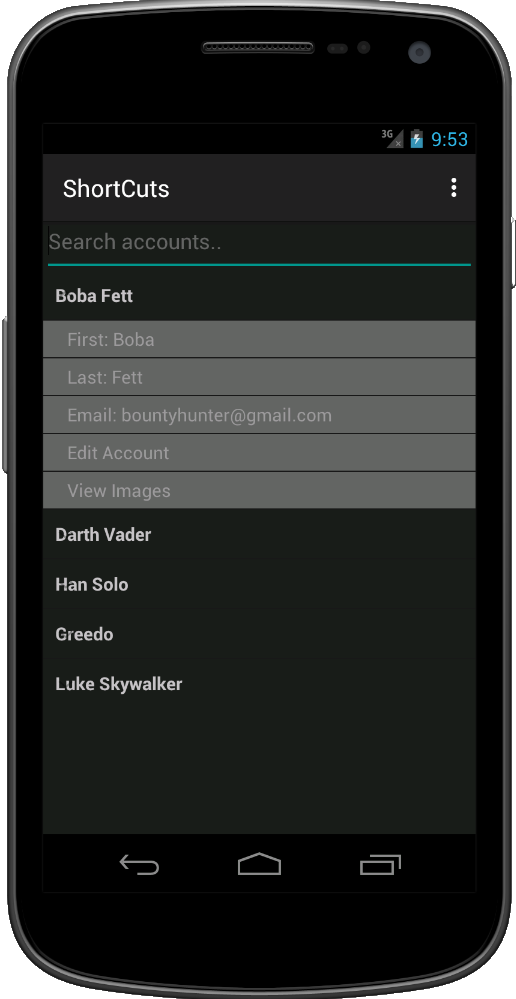 3G 9:53
ShortCuts
Search accounts..
Boba Fett
First: Boba
Last: Fett
Email: bountyhunter@gmail.com
Edit Account
View Images
Darth Vader
Han Solo
Greedo
Luke Skywalker